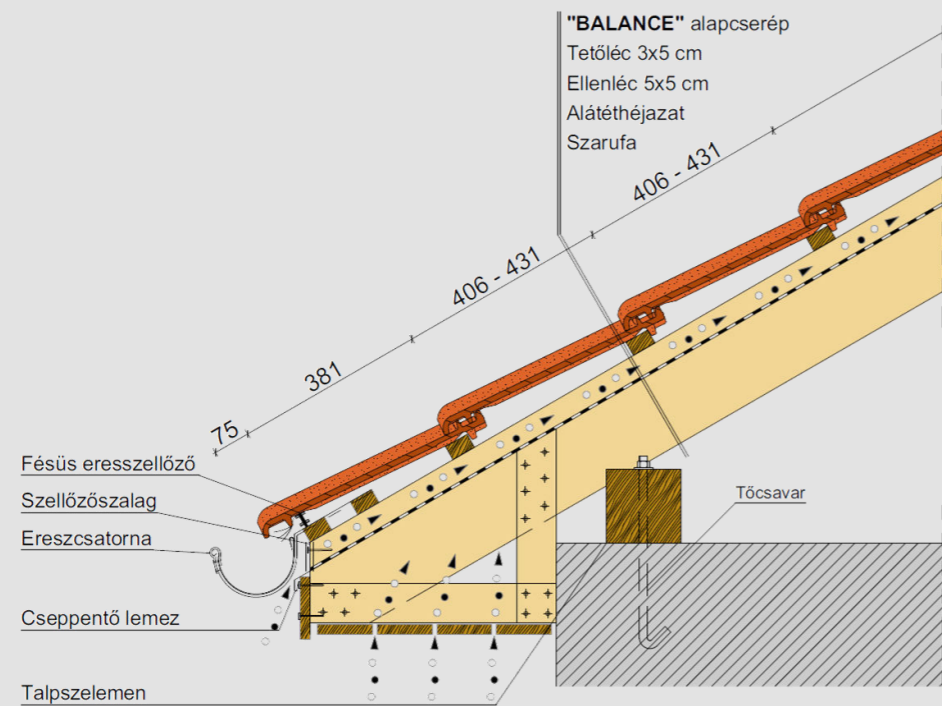 "BALANCE" alapcserép
Tetőléc 3x5 cm
Ellenléc 5x5 cm
Alátéthéjazat
Szarufa
406 - 431
406 - 431
381
75
Fésüs eresszellőző
Szellőzőszalag
Ereszcsatorna
Tőcsavar
Cseppentő lemez
Talpszelemen